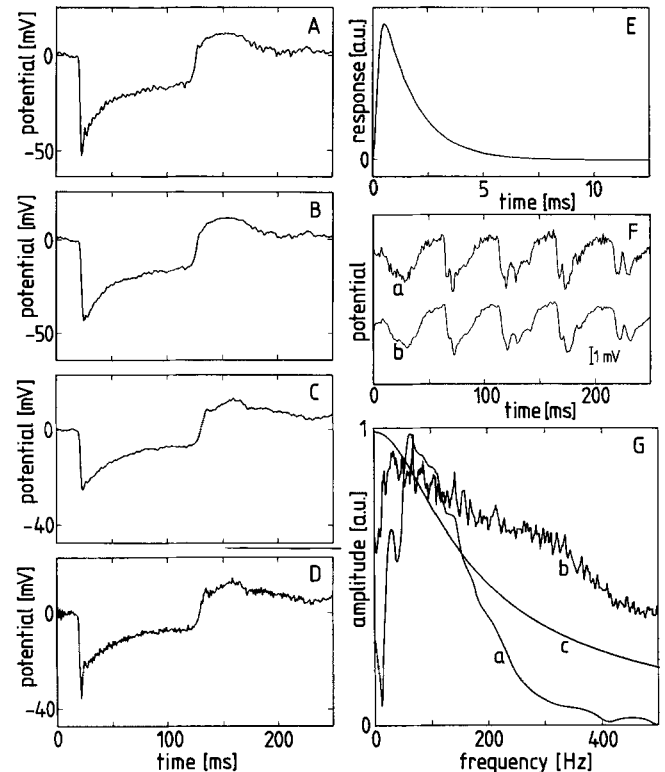 A
potential [mV]
0
-50
B
potential [mV]
0
-50
C
potential [mV]
0
-40
D
potential [mV]
0
-40
0 100 200
time [ms]
E
response [a.u.]
0
0 5 10
time [ms]
F
potential
a
b
1 mV
0 100 200
time [ms]
G
1
amplitude [a.u.]
0
b
c
a
0 200 400
frequency [Hz]